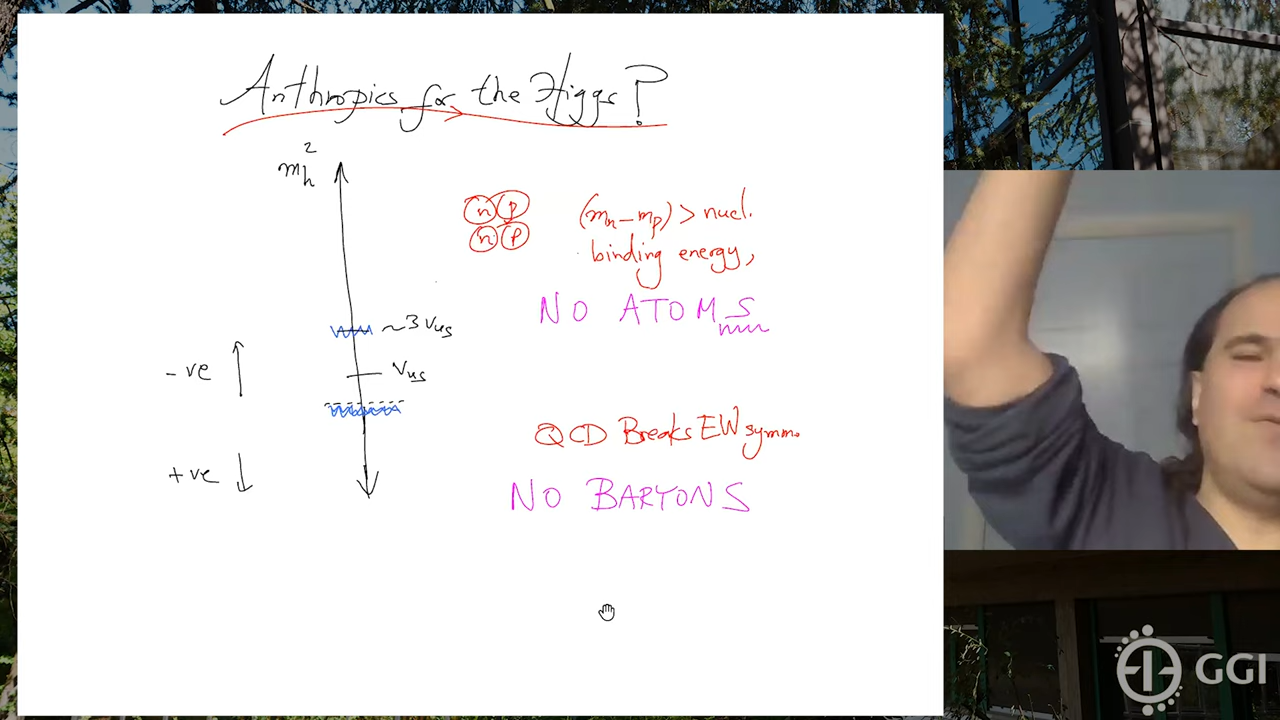 Anthropics for the Higgs?
m_h^2
n p (m_n - m_p) > nucl.
n p binding energy,
NO ATOMS
~3 v_us
-ve
v_us
QCD Breaks EW symm.
+ve
NO BARYONS
GGI